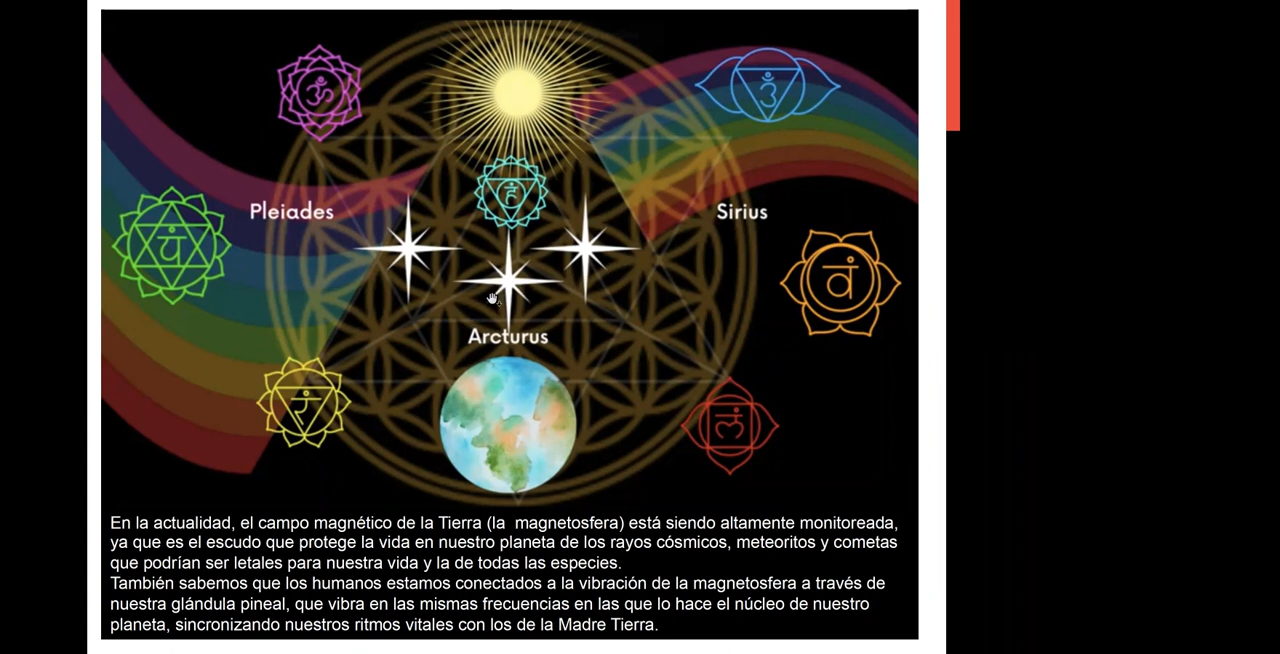 ॐ
ॐ
हं
Pleiades
Sirius
यं
वं
Arcturus
रं
लं
En la actualidad, el campo magnético de la Tierra (la  magnetosfera) está siendo altamente monitoreada,
ya que es el escudo que protege la vida en nuestro planeta de los rayos cósmicos, meteoritos y cometas
que podrían ser letales para nuestra vida y la de todas las especies.
También sabemos que los humanos estamos conectados a la vibración de la magnetosfera a través de
nuestra glándula pineal, que vibra en las mismas frecuencias en las que lo hace el núcleo de nuestro
planeta, sincronizando nuestros ritmos vitales con los de la Madre Tierra.